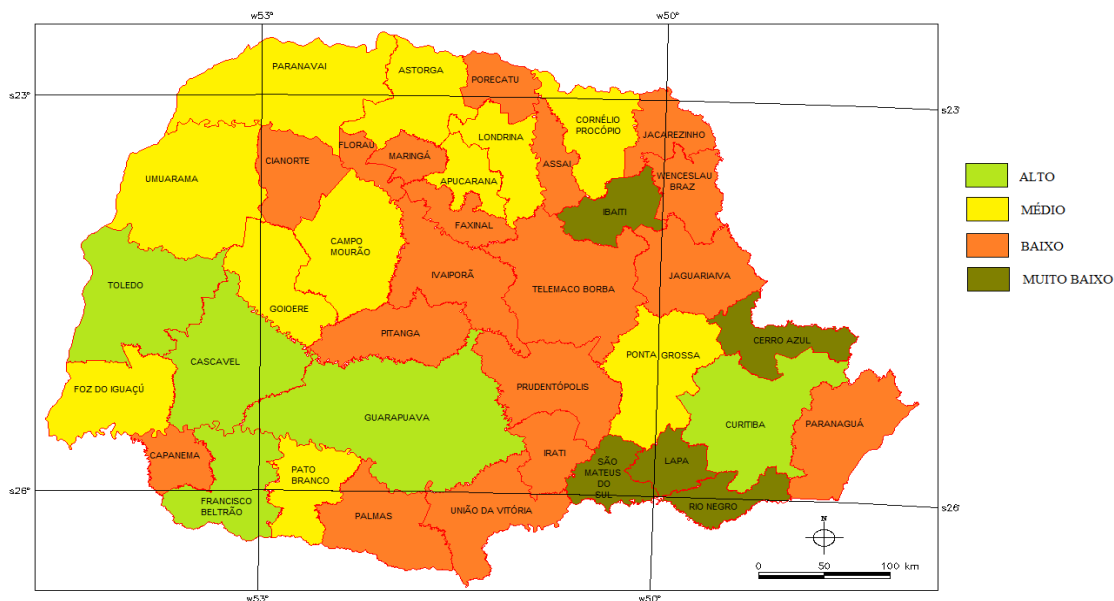 w53°
w50°
PARANAVAI
ASTORGA
PORECATU
s23°
s23°
CORNÉLIO
PROCÓPIO
LONDRINA
JACAREZINHO
FLORAU
CIANORTE
MARINGÁ
ASSAI
WENCESLAU
BRAZ
UMUARAMA
APUCARANA
IBAITI
FAXINAL
CAMPO
MOURÃO
IVAIPORÃ
JAGUARIAIVA
TOLEDO
TELEMACO BORBA
GOIOERE
PITANGA
CERRO AZUL
PONTA GROSSA
CASCAVEL
PRUDENTÓPOLIS
FOZ DO IGUAÇÚ
GUARAPUAVA
CURITIBA
PARANAGUÁ
CAPANEMA
IRATI
SÃO
MATEUS
DO
SUL
LAPA
PATO
BRANCO
s26°
s26°
FRANCISCO
BELTRÃO
PALMAS
UNIÃO DA VITÓRIA
RIO NEGRO
N
0 50 100 km
w53°
w50°
ALTO
MÉDIO
BAIXO
MUITO BAIXO